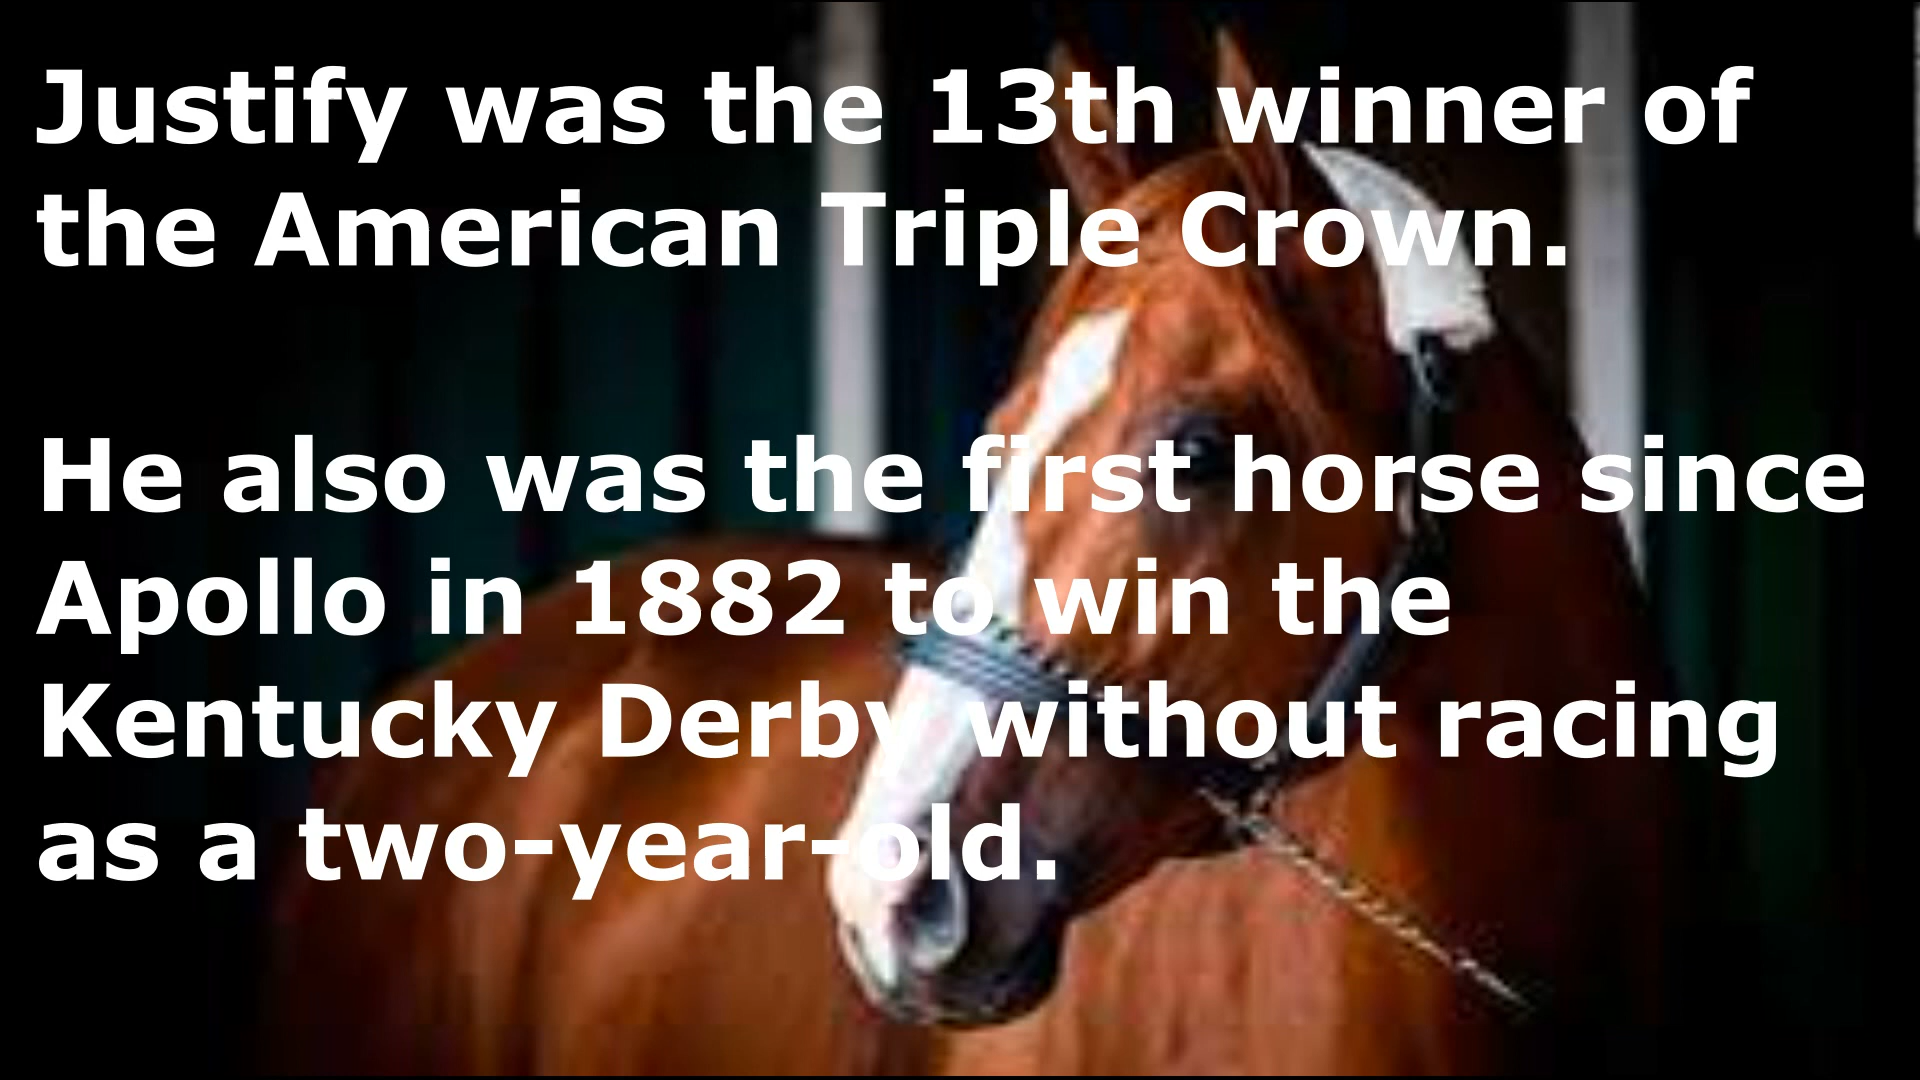 Justify was the 13th winner of
the American Triple Crown.
He also was the first horse since
Apollo in 1882 to win the
Kentucky Derby without racing
as a two-year-old.